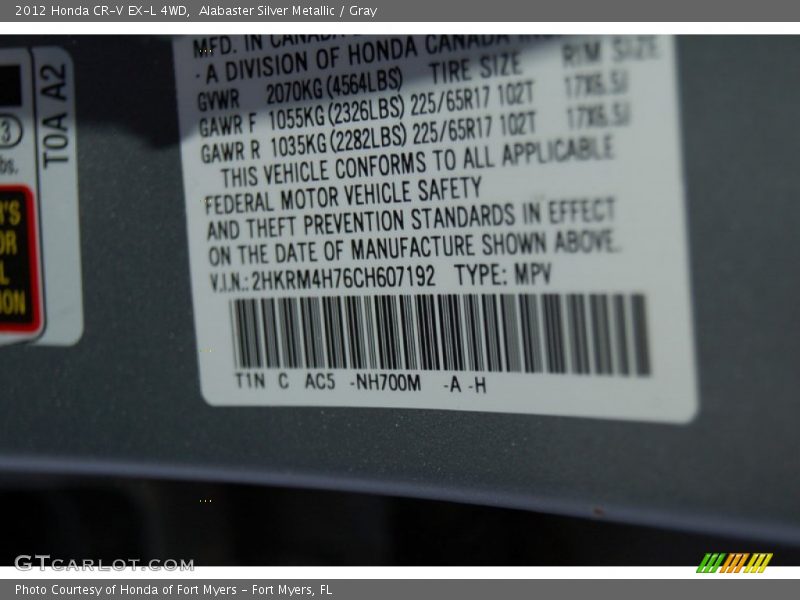 2012 Honda CR-V EX-L 4WD, Alabaster Silver Metallic / Gray
MFD. IN CANADA
A DIVISION OF HONDA CANADA INC.
TIRE SIZE RIM SIZE
GVWR 2070KG (4564LBS)
GAWR F 1055KG (2326LBS) 225/65R17 102T 17X6.5J
GAWR R 1035KG (2282LBS) 225/65R17 102T 17X6.5J
THIS VEHICLE CONFORMS TO ALL APPLICABLE
FEDERAL MOTOR VEHICLE SAFETY
AND THEFT PREVENTION STANDARDS IN EFFECT
ON THE DATE OF MANUFACTURE SHOWN ABOVE.
V.I.N.: 2HKRM4H76CH607192 TYPE: MPV
T1N C AC5 -NH700M -A -H
T0A A2
3
bs.
GTCARLOT.COM
Photo Courtesy of Honda of Fort Myers - Fort Myers, FL